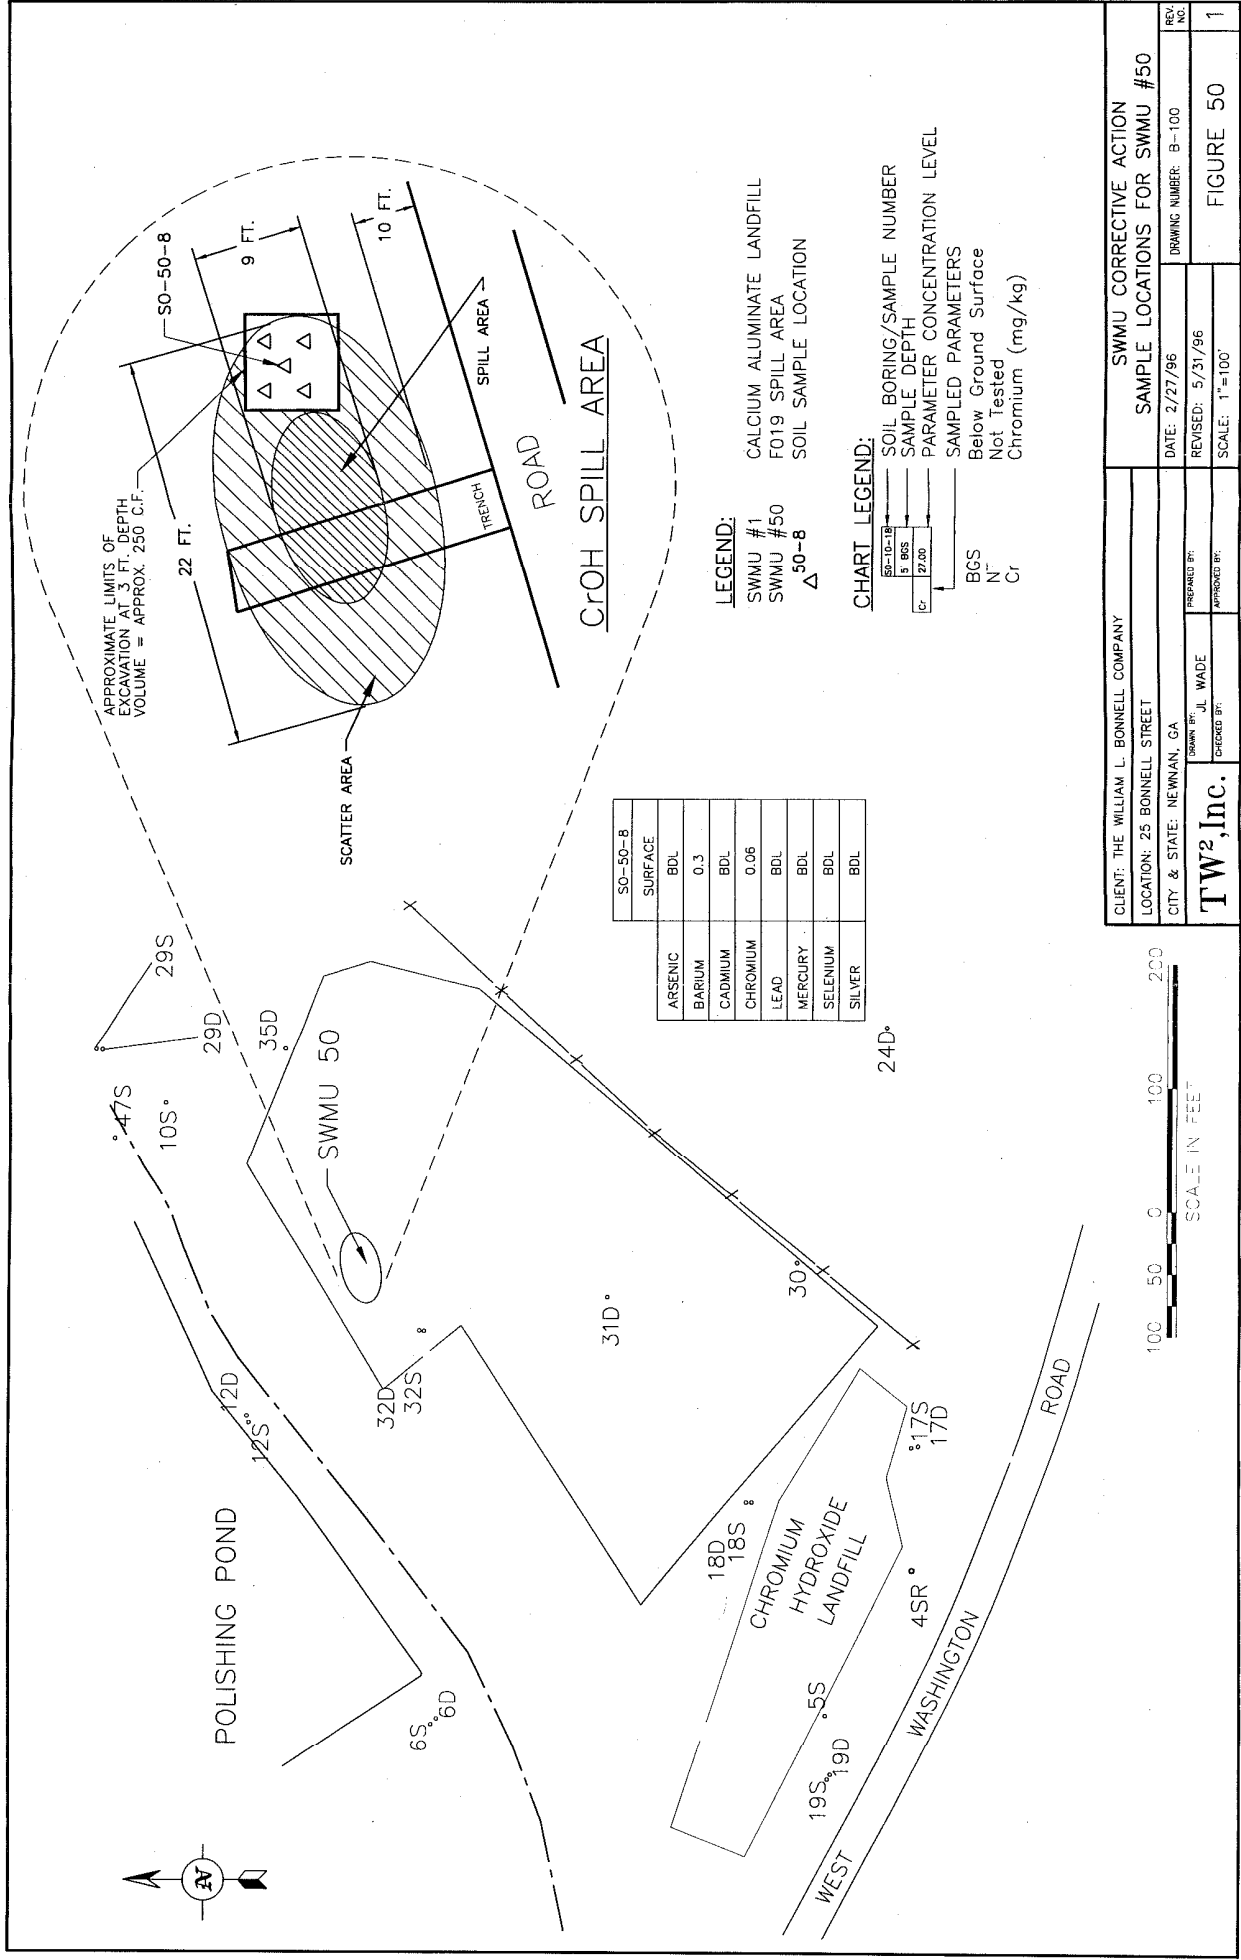 POLISHING POND
6S
6D
12D
12S
47S
10S
29D
29S
35D
SWMU 50
32D
32S
31D
30
24D
18D
18S
CHROMIUM
HYDROXIDE
LANDFILL
17S
17D
4SR
5S
19S
19D
WEST
WASHINGTON
ROAD
APPROXIMATE LIMITS OF
EXCAVATION AT 3 FT. DEPTH
VOLUME = APPROX. 250 C.F.
22 FT.
SO-50-8
9 FT.
10 FT.
SCATTER AREA
SPILL AREA
TRENCH
ROAD
CrOH SPILL AREA
SO-50-8
SURFACE
ARSENIC BDL
BARIUM 0.3
CADMIUM BDL
CHROMIUM 0.06
LEAD BDL
MERCURY BDL
SELENIUM BDL
SILVER BDL
LEGEND:
SWMU #1 CALCIUM ALUMINATE LANDFILL
SWMU #50 F019 SPILL AREA
50-8 SOIL SAMPLE LOCATION
CHART LEGEND:
SO-10-18 SOIL BORING/SAMPLE NUMBER
5' BGS SAMPLE DEPTH
Cr 27.00 PARAMETER CONCENTRATION LEVEL
SAMPLED PARAMETERS
BGS Below Ground Surface
Not Tested
Cr Chromium (mg/kg)
100 50 0 100 200
SCALE IN FEET
CLIENT: THE WILLIAM L. BONNELL COMPANY
LOCATION: 25 BONNELL STREET
CITY & STATE: NEWNAN, GA
TW²,Inc.
DRAWN BY: JL WADE
PREPARED BY:
CHECKED BY:
APPROVED BY:
SWMU CORRECTIVE ACTION
SAMPLE LOCATIONS FOR SWMU #50
DATE: 2/27/96
DRAWING NUMBER: B-100
REV. NO.
REVISED: 5/31/96
SCALE: 1"=100'
FIGURE 50
1